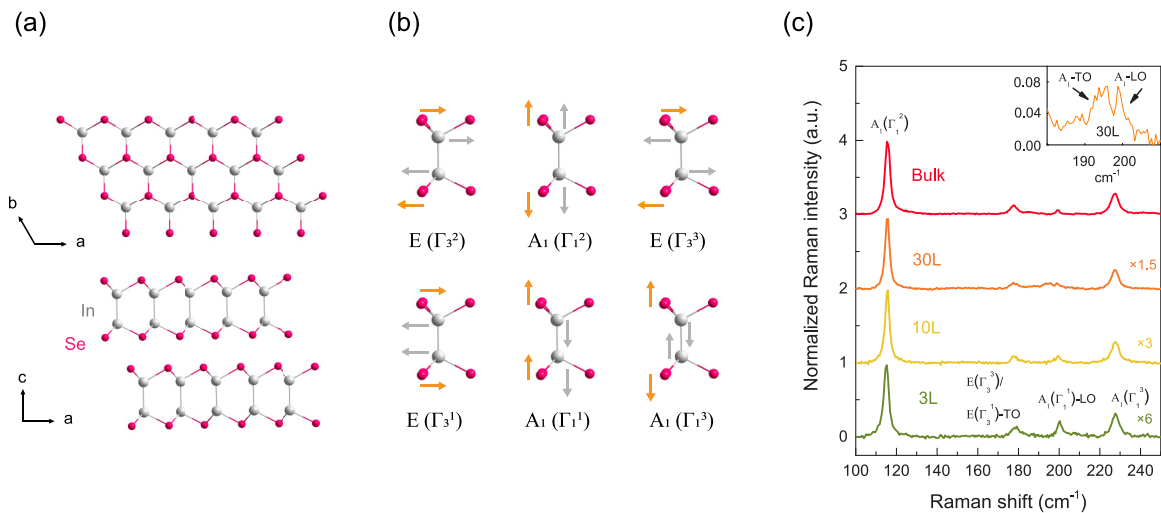 (a)
b
a
In
Se
c
a
(b)
E (Γ₃²)
A₁ (Γ₁²)
E (Γ₃³)
E (Γ₃¹)
A₁ (Γ₁¹)
A₁ (Γ₁³)
(c)
Normalized Raman intensity (a.u.)
5
4
3
2
1
0
A₁(Γ₁²)
Bulk
30L
×1.5
10L
×3
3L
×6
E(Γ₃³)/
E(Γ₃¹)-TO
A₁(Γ₁¹)-LO
A₁(Γ₁³)
0.08
0.04
0.00
A₁-TO
A₁-LO
30L
190 200
cm⁻¹
100 120 140 160 180 200 220 240
Raman shift (cm⁻¹)